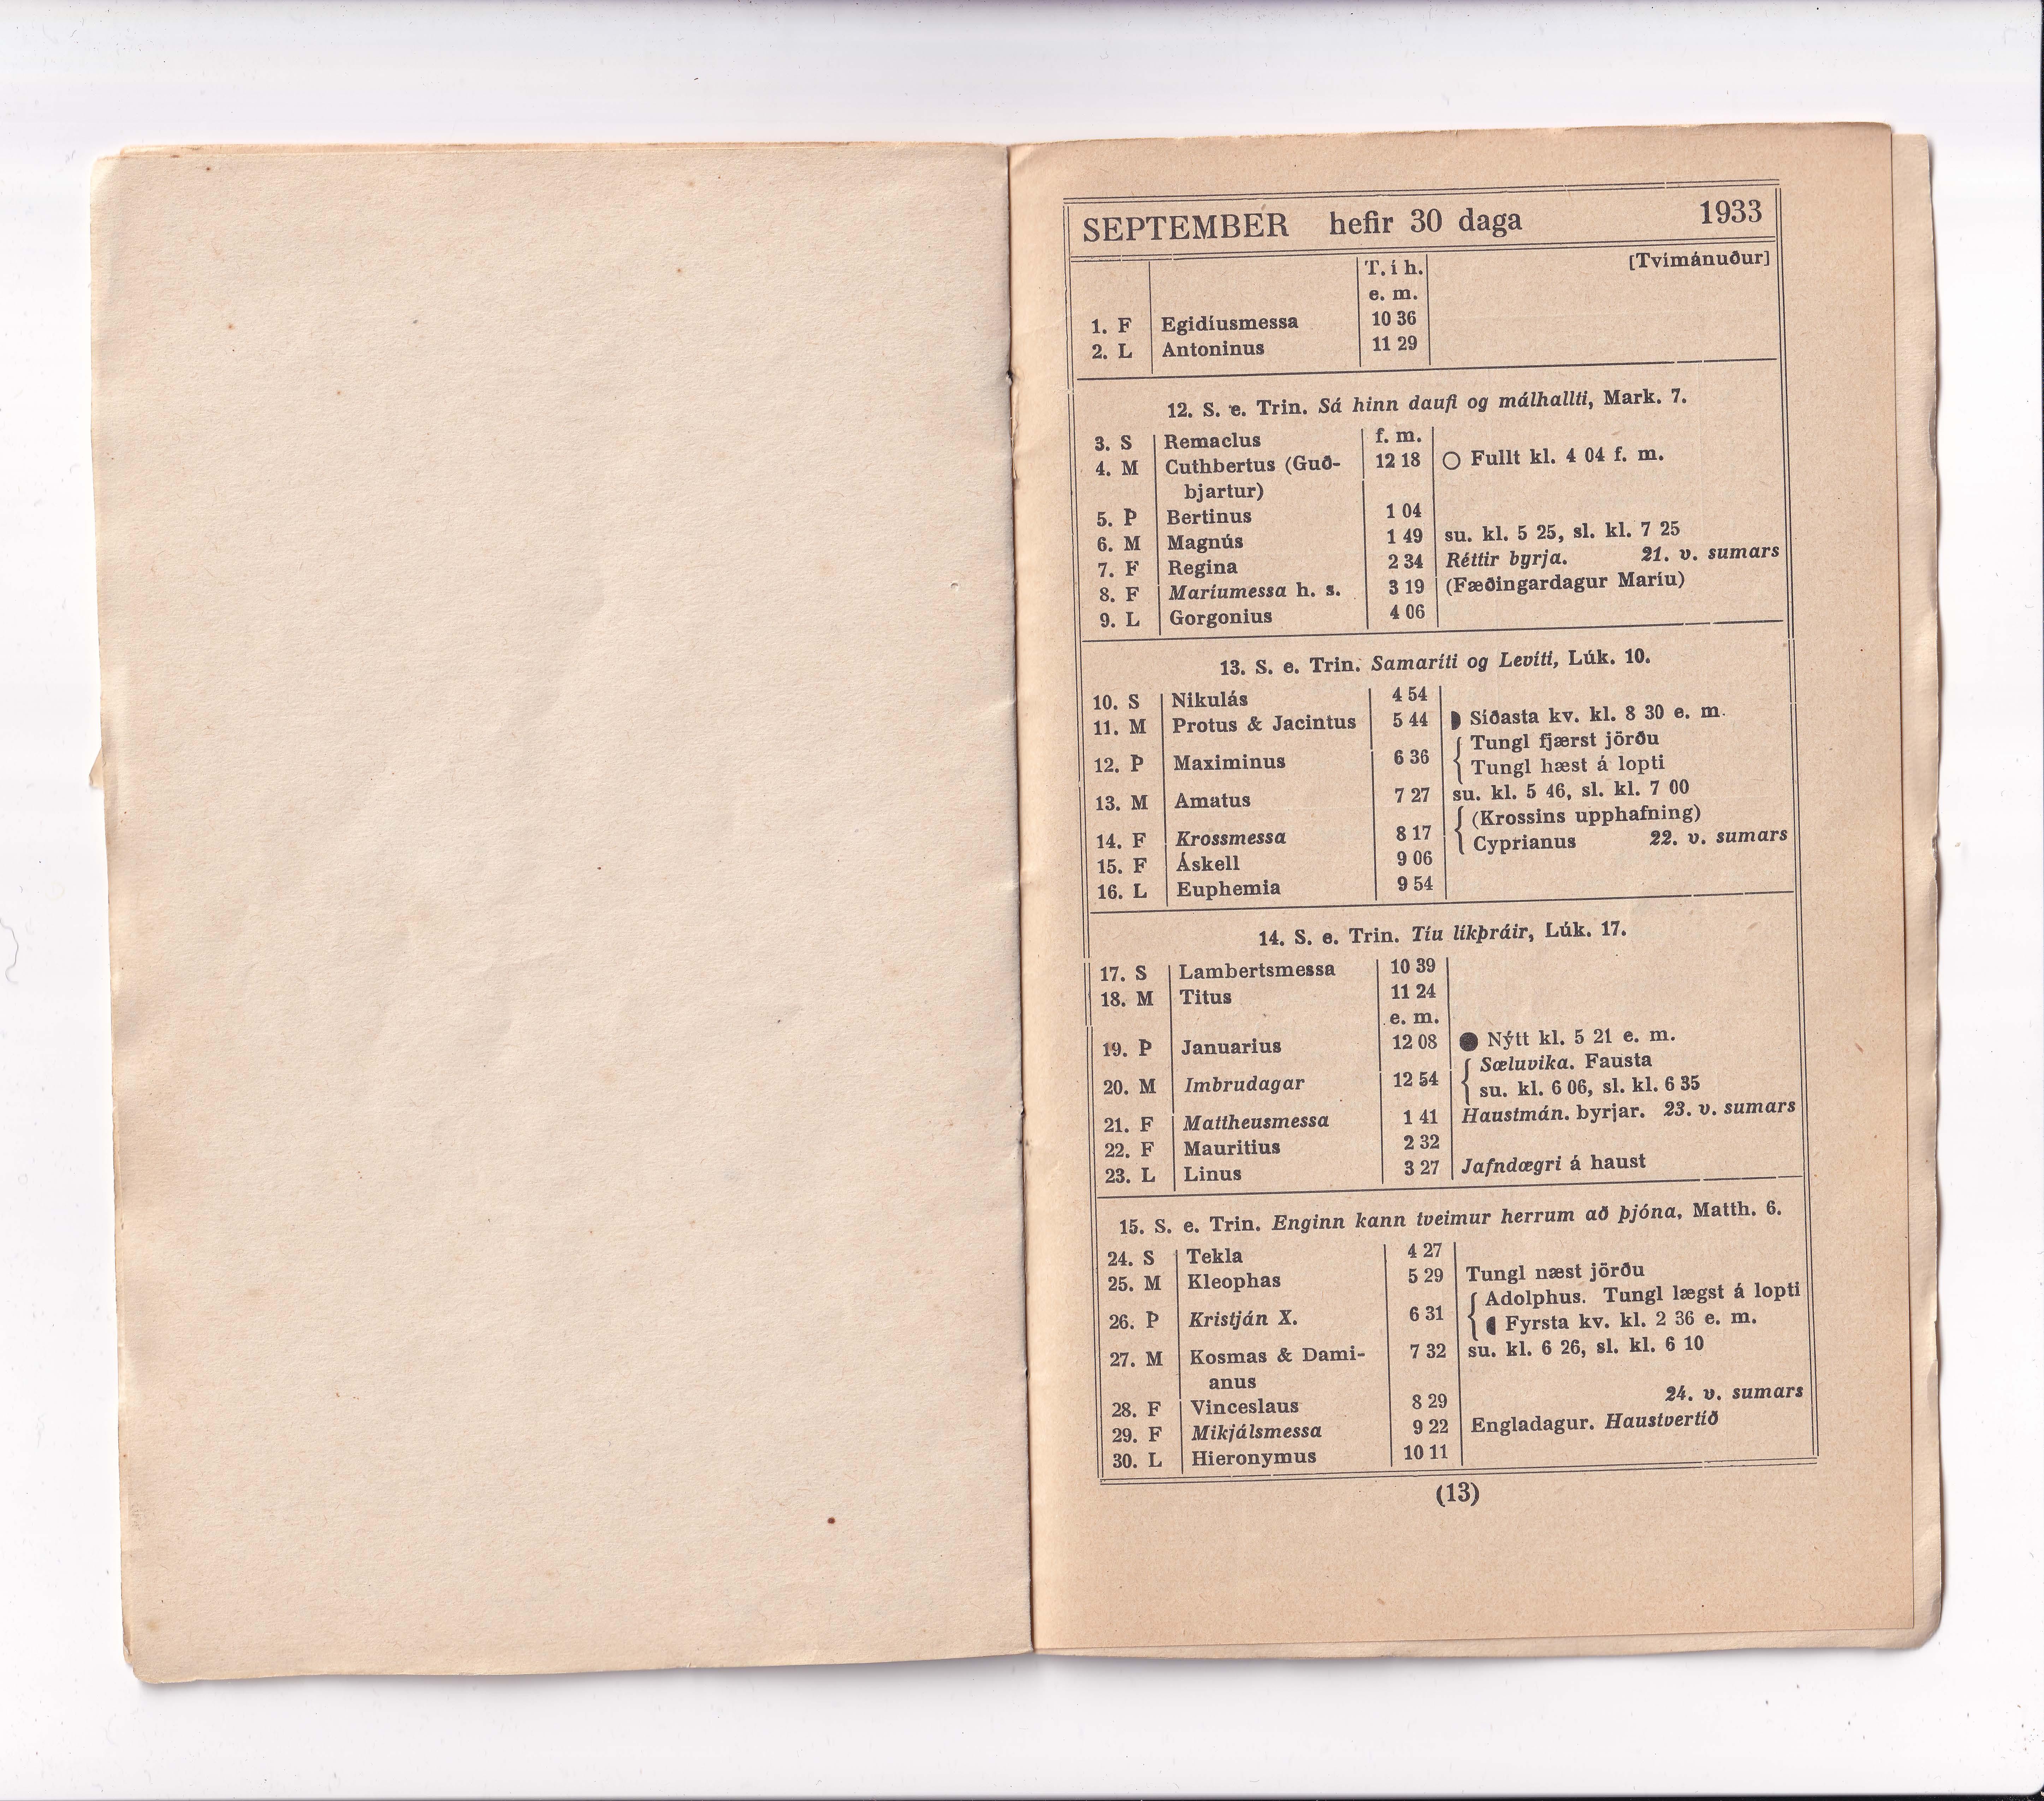 SEPTEMBER hefir 30 daga 1933
T. í h. [Tvímánuður]
e. m.
1. F Egidíusmessa 10 36
2. L Antoninus 11 29
12. S. e. Trin. Sá hinn daufi og málhallti, Mark. 7.
3. S Remaclus f. m.
4. M Cuthbertus (Guð- 12 18 ○ Fullt kl. 4 04 f. m.
bjartur)
5. Þ Bertinus 1 04
6. M Magnús 1 49 su. kl. 5 25, sl. kl. 7 25
7. F Regina 2 34 Réttir byrja. 21. v. sumars
8. F Maríumessa h. s. 3 19 (Fæðingardagur Maríu)
9. L Gorgonius 4 06
13. S. e. Trin. Samaríti og Levíti, Lúk. 10.
10. S Nikulás 4 54
11. M Protus & Jacintus 5 44 Síðasta kv. kl. 8 30 e. m.
Tungl fjærst jörðu
12. Þ Maximinus 6 36
Tungl hæst á lopti
13. M Amatus 7 27 su. kl. 5 46, sl. kl. 7 00
(Krossins upphafning)
14. F Krossmessa 8 17
Cyprianus 22. v. sumars
15. F Áskell 9 06
16. L Euphemia 9 54
14. S. e. Trin. Tíu líkþráir, Lúk. 17.
17. S Lambertsmessa 10 39
18. M Titus 11 24
e. m.
19. Þ Januarius 12 08 ● Nýtt kl. 5 21 e. m.
Sæluvika. Fausta
20. M Imbrudagar 12 54
su. kl. 6 06, sl. kl. 6 35
21. F Mattheusmessa 1 41 Haustmán. byrjar. 23. v. sumars
22. F Mauritius 2 32
23. L Linus 3 27 Jafndægri á haust
15. S. e. Trin. Enginn kann tveimur herrum að þjóna, Matth. 6.
24. S Tekla 4 27
25. M Kleophas 5 29 Tungl næst jörðu
Adolphus. Tungl lægst á lopti
26. Þ Kristján X. 6 31
Fyrsta kv. kl. 2 36 e. m.
27. M Kosmas & Dami- 7 32 su. kl. 6 26, sl. kl. 6 10
anus
24. v. sumars
28. F Vinceslaus 8 29
29. F Mikjálsmessa 9 22 Engladagur. Haustvertíð
30. L Hieronymus 10 11
(13)